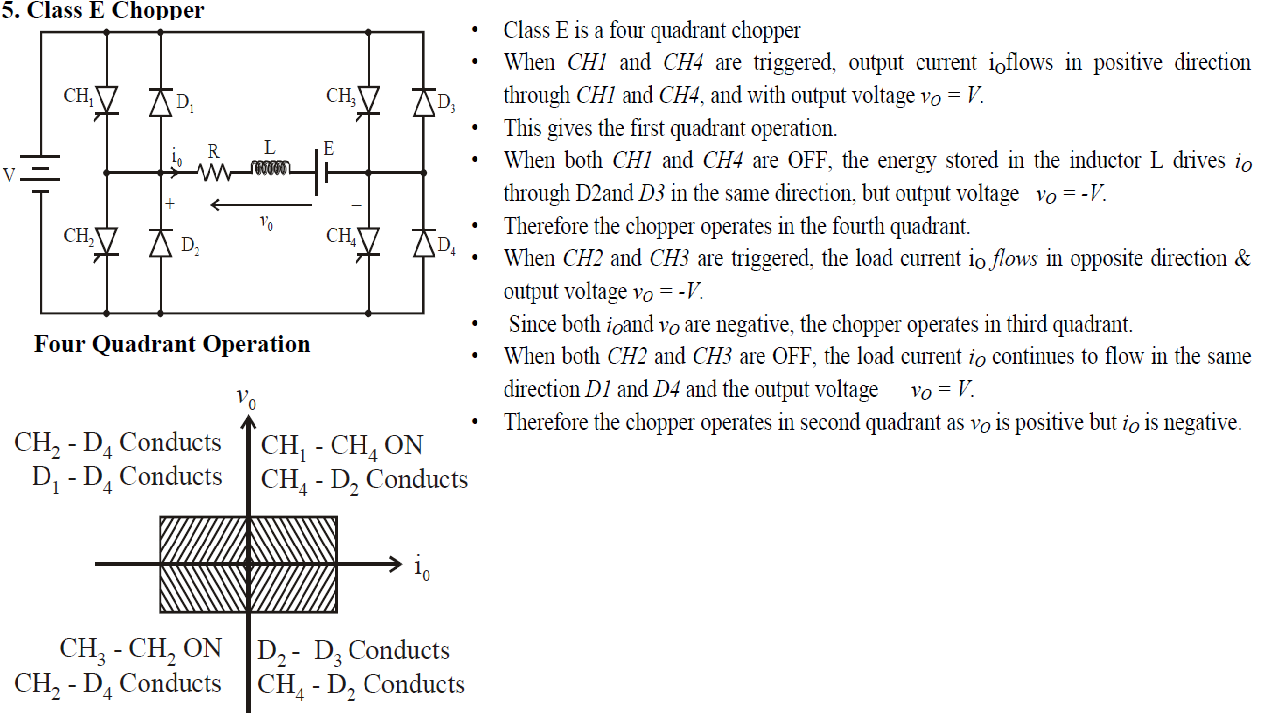 5. Class E Chopper
CH₁
D₁
CH₃
D₃
V
i₀
R
L
E
+
v₀
−
CH₂
D₂
CH₄
D₄
Four Quadrant Operation
v₀
CH₂ - D₄ Conducts
D₁ - D₄ Conducts
CH₁ - CH₄ ON
CH₄ - D₂ Conducts
i₀
CH₃ - CH₂ ON
CH₂ - D₄ Conducts
D₂ - D₃ Conducts
CH₄ - D₂ Conducts
• Class E is a four quadrant chopper
• When CH1 and CH4 are triggered, output current iOflows in positive direction
through CH1 and CH4, and with output voltage vO = V.
• This gives the first quadrant operation.
• When both CH1 and CH4 are OFF, the energy stored in the inductor L drives iO
through D2and D3 in the same direction, but output voltage vO = -V.
Therefore the chopper operates in the fourth quadrant.
• When CH2 and CH3 are triggered, the load current iO flows in opposite direction &
output voltage vO = -V.
• Since both iOand vO are negative, the chopper operates in third quadrant.
• When both CH2 and CH3 are OFF, the load current iO continues to flow in the same
direction D1 and D4 and the output voltage vO = V.
• Therefore the chopper operates in second quadrant as vO is positive but iO is negative.